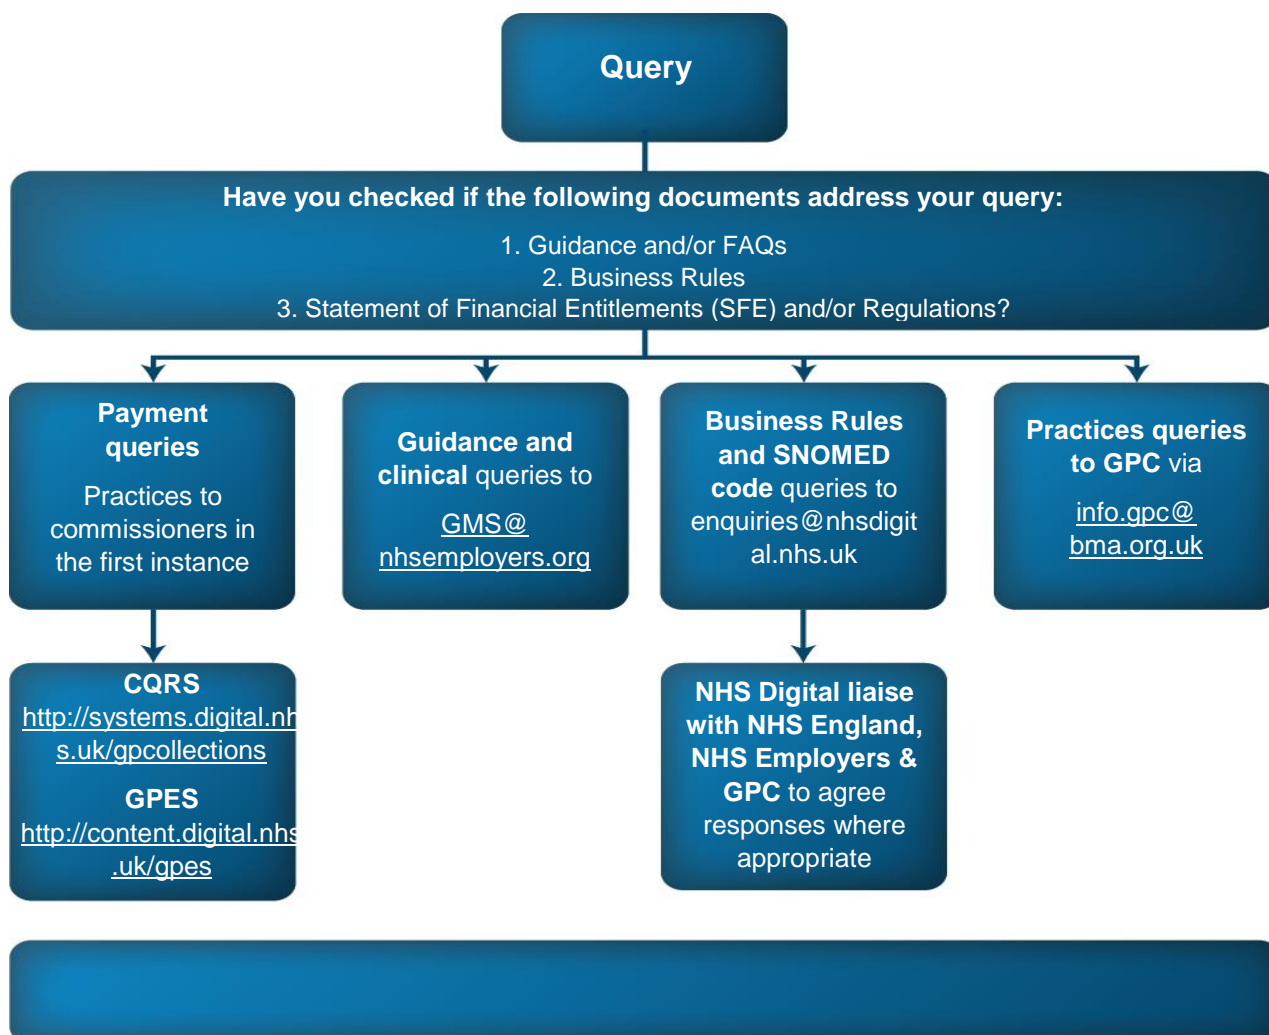 Query
Have you checked if the following documents address your query:
1. Guidance and/or FAQs
2. Business Rules
3. Statement of Financial Entitlements (SFE) and/or Regulations?
Payment
queries
Practices to
commissioners in
the first instance
Guidance and
clinical queries to
GMS@
nhsemployers.org
Business Rules
and SNOMED
code queries to
enquiries@nhsdigit
al.nhs.uk
Practices queries
to GPC via
info.gpc@
bma.org.uk
CQRS
http://systems.digital.nh
s.uk/gpcollections
GPES
http://content.digital.nhs
.uk/gpes
NHS Digital liaise
with NHS England,
NHS Employers &
GPC to agree
responses where
appropriate